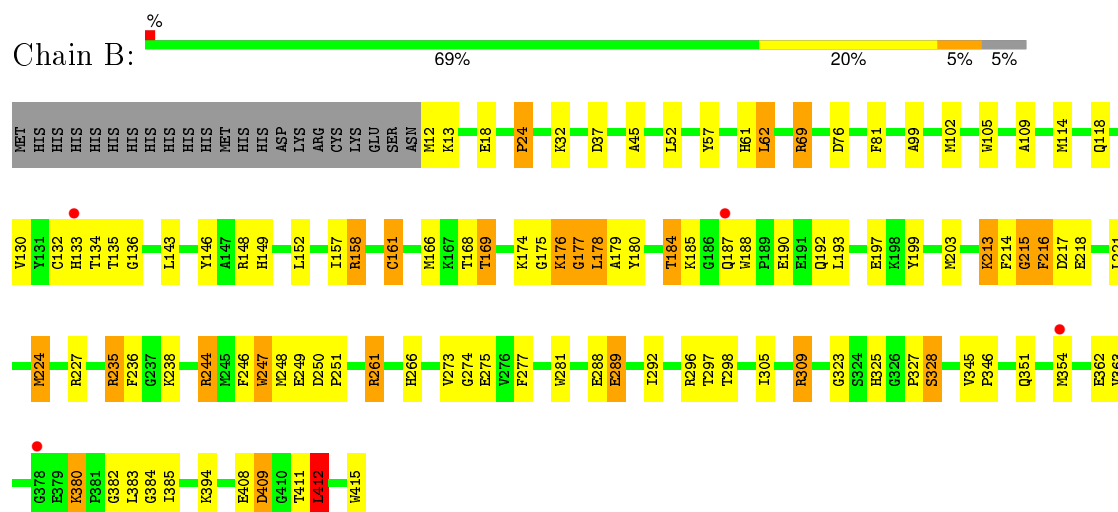 %
Chain B:
69% 20% 5% 5%
MET HIS HIS HIS HIS HIS HIS HIS HIS HIS HIS MET HIS HIS ASP LYS ARG CYS LYS GLU SER ASN M12 K13 E18 P24 K32 D37 A45 L52 Y57 H61 L62 R69 D76 F81 A99 M102 W105 A109 M114 Q118
V130 Y131 C132 H133 T134 T135 G136 L143 Y146 A147 R148 H149 L152 I157 R158 C161 M166 K167 T168 T169 K174 G175 K176 G177 L178 A179 Y180 T184 K185 G186 Q187 W188 P189 E190 E191 Q192 L193 E197 K198 Y199 M203 K213 F214 G215 F216 D217 E218
M224 R227 R235 F236 G237 K238 R244 M245 F246 W247 M248 E249 D250 P251 R261 H266 V273 G274 E275 V276 F277 W281 E288 E289 I292 R296 T297 T298 I305 R309 G323 S324 H325 G326 P327 S328 V345 P346 Q351 M354 E362
G378 E379 K380 P381 G382 L383 G384 I385 K394 E408 D409 G410 T411 L412 W415